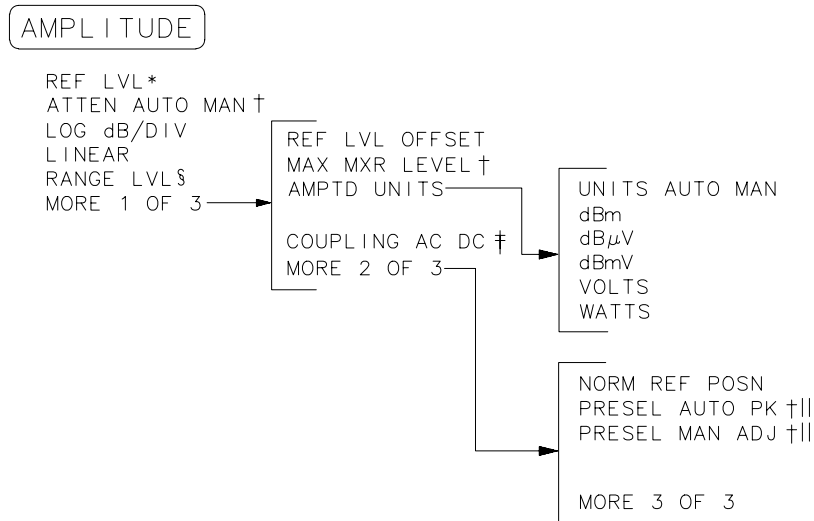 AMPLITUDE
REF LVL*
ATTEN AUTO MAN†
LOG dB/DIV
LINEAR
RANGE LVL§
MORE 1 OF 3
REF LVL OFFSET
MAX MXR LEVEL†
AMPTD UNITS
COUPLING AC DC‡
MORE 2 OF 3
UNITS AUTO MAN
dBm
dBµV
dBmV
VOLTS
WATTS
NORM REF POSN
PRESEL AUTO PK †||
PRESEL MAN ADJ †||
MORE 3 OF 3